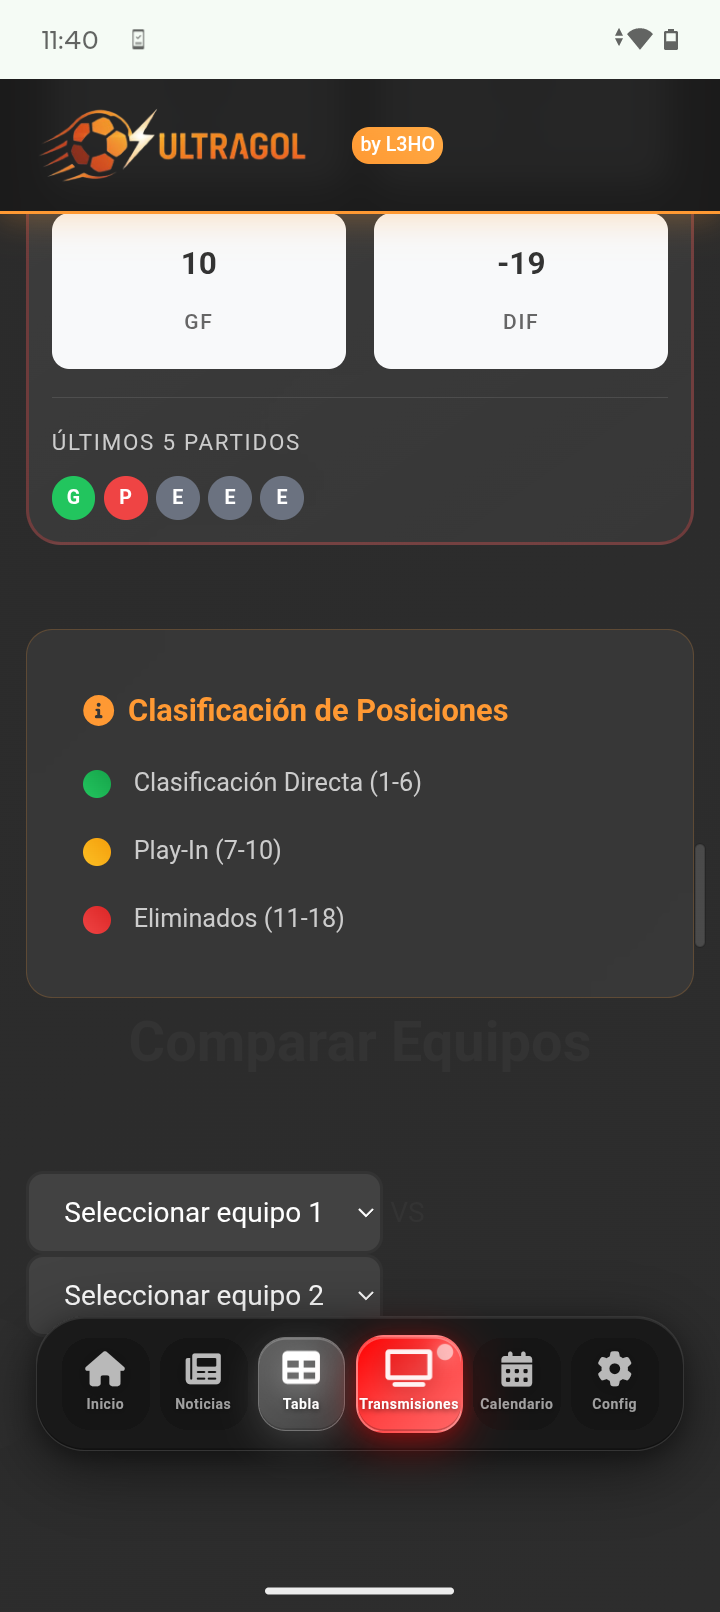 11:40
ULTRAGOL
by L3HO
10
-19
GF
DIF
ÚLTIMOS 5 PARTIDOS
G P E E E
Clasificación de Posiciones
Clasificación Directa (1-6)
Play-In (7-10)
Eliminados (11-18)
Comparar Equipos
Seleccionar equipo 1
VS
Seleccionar equipo 2
Inicio
Noticias
Tabla
Transmisiones
Calendario
Config